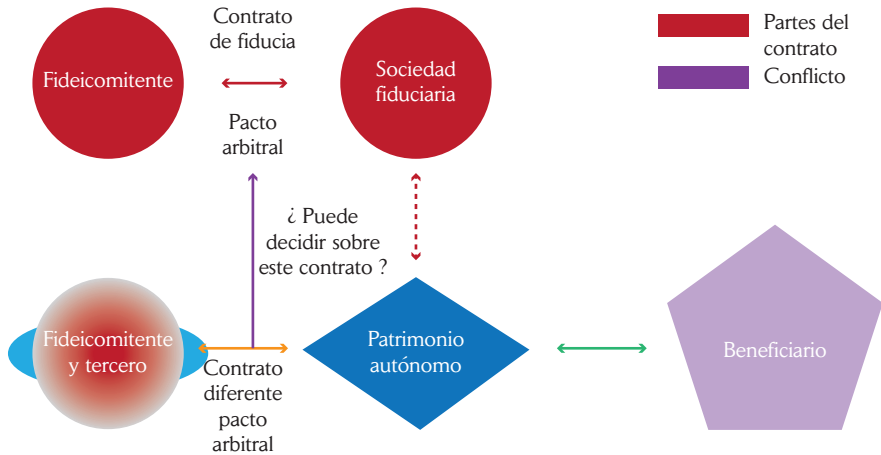 Contrato
de fiducia
Fideicomitente
Sociedad
fiduciaria
Partes del
contrato
Conflicto
Pacto
arbitral
¿ Puede
decidir sobre
este contrato ?
Fideicomitente
y tercero
Patrimonio
autónomo
Beneficiario
Contrato
diferente
pacto
arbitral